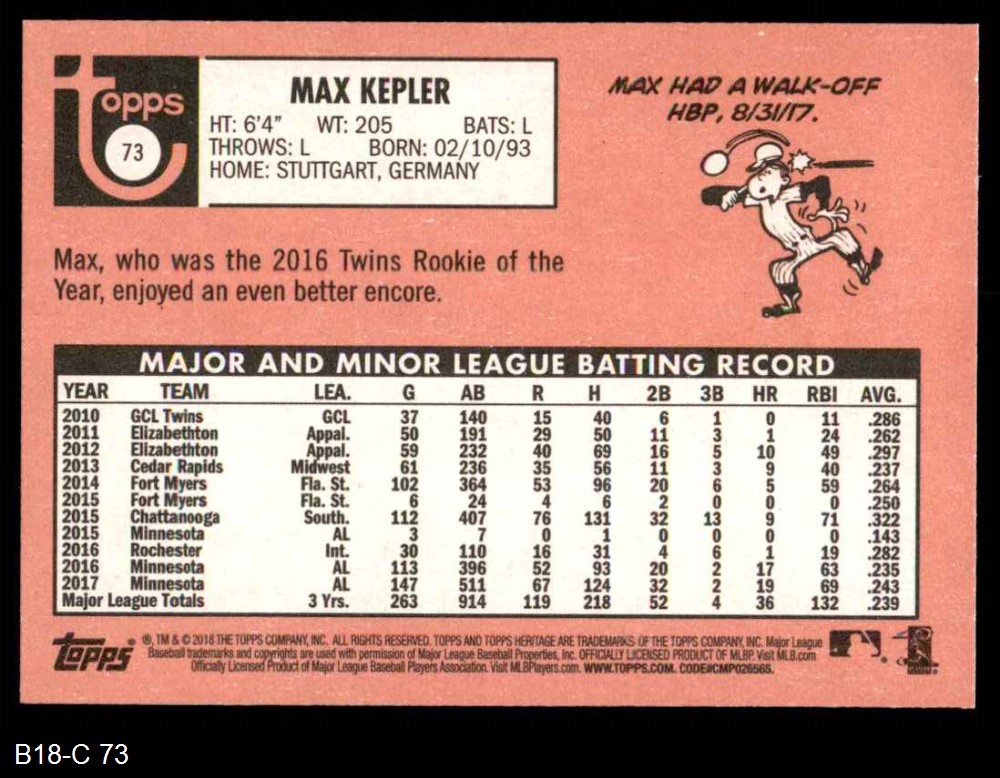 Topps
73
MAX KEPLER
HT: 6'4" WT: 205 BATS: L
THROWS: L BORN: 02/10/93
HOME: STUTTGART, GERMANY
MAX HAD A WALK-OFF
HBP, 8/31/17.
Max, who was the 2016 Twins Rookie of the
Year, enjoyed an even better encore.
MAJOR AND MINOR LEAGUE BATTING RECORD
YEAR TEAM LEA. G AB R H 2B 3B HR RBI AVG.
2010 GCL Twins GCL 37 140 15 40 6 1 0 11 .286
2011 Elizabethton Appal. 50 191 29 50 11 3 1 24 .262
2012 Elizabethton Appal. 59 232 40 69 16 5 10 49 .297
2013 Cedar Rapids Midwest 61 236 35 56 11 3 9 40 .237
2014 Fort Myers Fla. St. 102 364 53 96 20 6 5 59 .264
2015 Fort Myers Fla. St. 6 24 4 6 2 0 0 0 .250
2015 Chattanooga South. 112 407 76 131 32 13 9 71 .322
2015 Minnesota AL 3 7 0 1 0 0 0 0 .143
2016 Rochester Int. 30 110 16 31 4 6 1 19 .282
2016 Minnesota AL 113 396 52 93 20 2 17 63 .235
2017 Minnesota AL 147 511 67 124 32 2 19 69 .243
Major League Totals 3 Yrs. 263 914 119 218 52 4 36 132 .239
Topps
®, TM & © 2018 THE TOPPS COMPANY, INC. ALL RIGHTS RESERVED. TOPPS AND TOPPS HERITAGE ARE TRADEMARKS OF THE TOPPS COMPANY, INC. Major League
Baseball trademarks and copyrights are used with permission of Major League Baseball Properties, Inc. OFFICIALLY LICENSED PRODUCT OF MLBP. Visit MLB.com
Officially Licensed Product of Major League Baseball Players Association. Visit MLBPlayers.com. WWW.TOPPS.COM. CODE#CMP026565.
B18-C 73